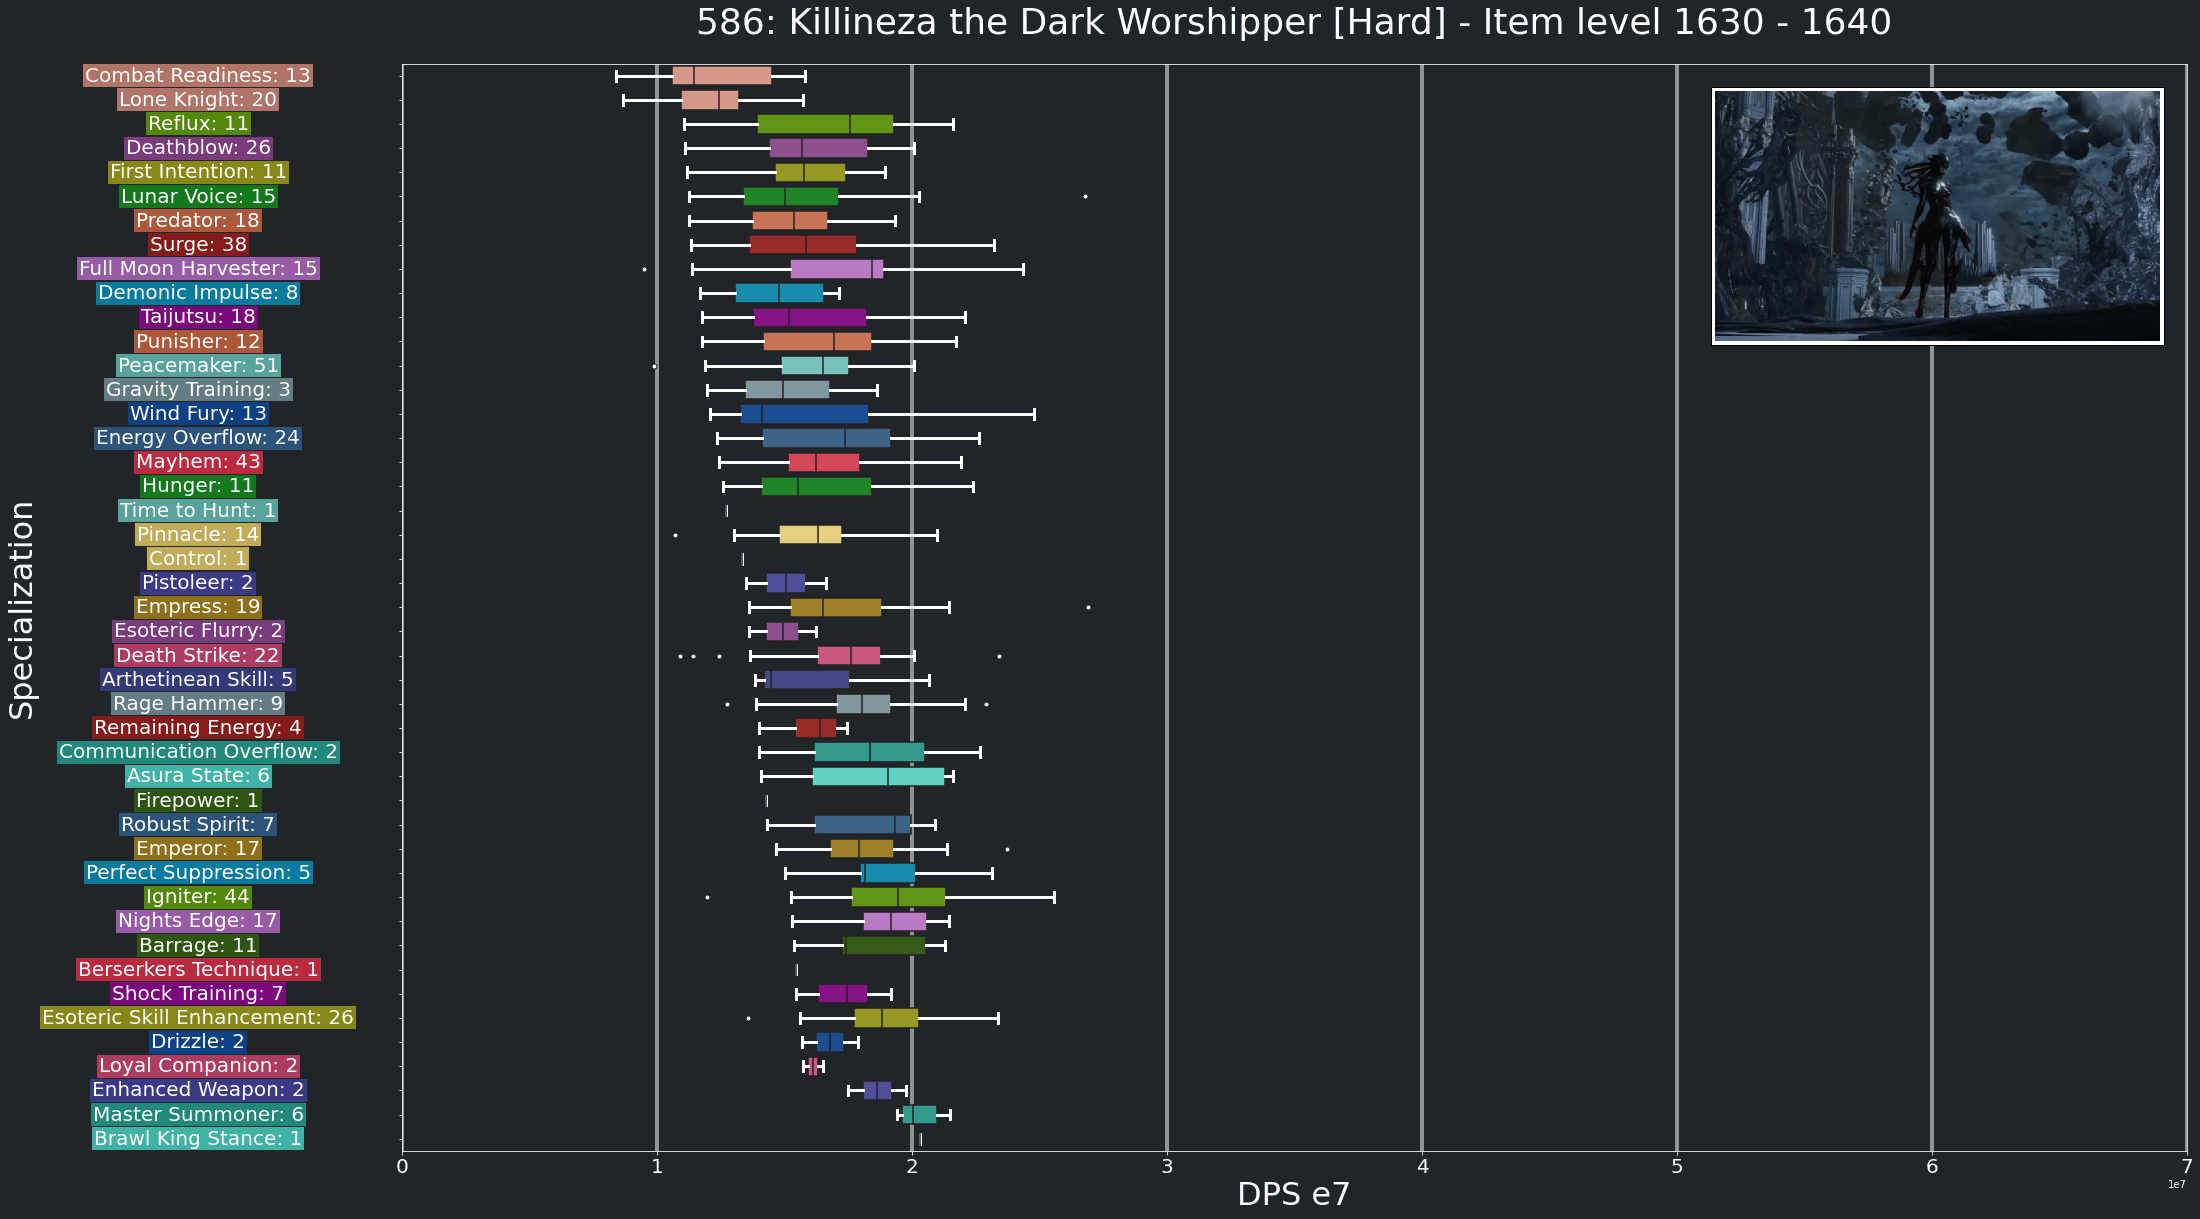 586: Killineza the Dark Worshipper [Hard] - Item level 1630 - 1640
Combat Readiness: 13
Lone Knight: 20
Reflux: 11
Deathblow: 26
First Intention: 11
Lunar Voice: 15
Predator: 18
Surge: 38
Full Moon Harvester: 15
Demonic Impulse: 8
Taijutsu: 18
Punisher: 12
Peacemaker: 51
Gravity Training: 3
Wind Fury: 13
Energy Overflow: 24
Mayhem: 43
Hunger: 11
Time to Hunt: 1
Pinnacle: 14
Control: 1
Pistoleer: 2
Empress: 19
Esoteric Flurry: 2
Death Strike: 22
Arthetinean Skill: 5
Rage Hammer: 9
Remaining Energy: 4
Communication Overflow: 2
Asura State: 6
Firepower: 1
Robust Spirit: 7
Emperor: 17
Perfect Suppression: 5
Igniter: 44
Nights Edge: 17
Barrage: 11
Berserkers Technique: 1
Shock Training: 7
Esoteric Skill Enhancement: 26
Drizzle: 2
Loyal Companion: 2
Enhanced Weapon: 2
Master Summoner: 6
Brawl King Stance: 1
Specialization
0 1 2 3 4 5 6 7
1e7
DPS e7